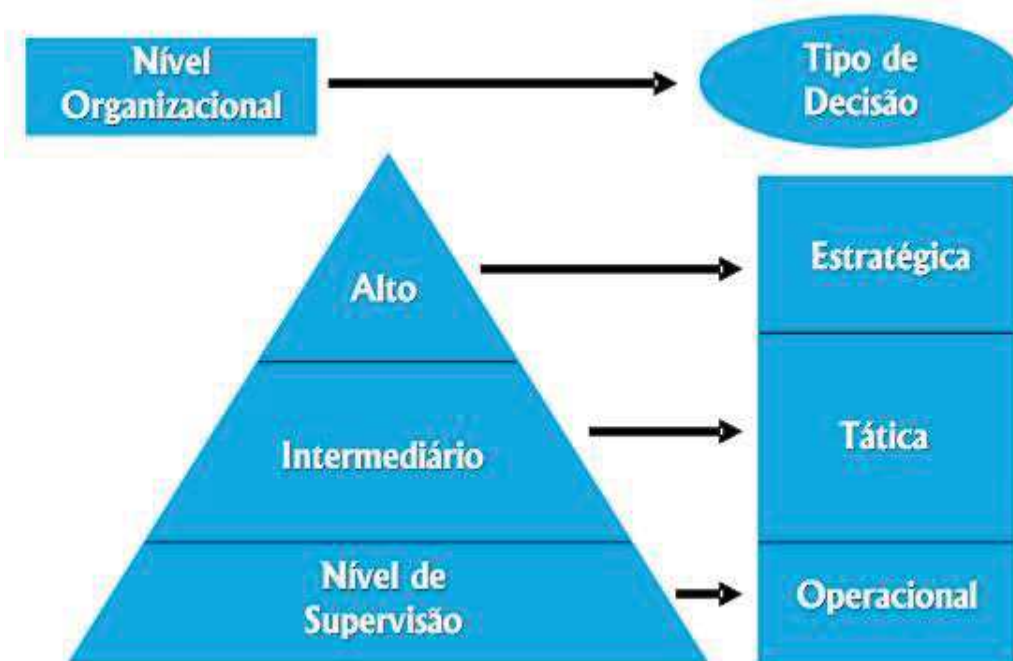 Nível
Organizacional
Tipo de
Decisão
Alto
Estratégica
Intermediário
Tática
Nível de
Supervisão
Operacional